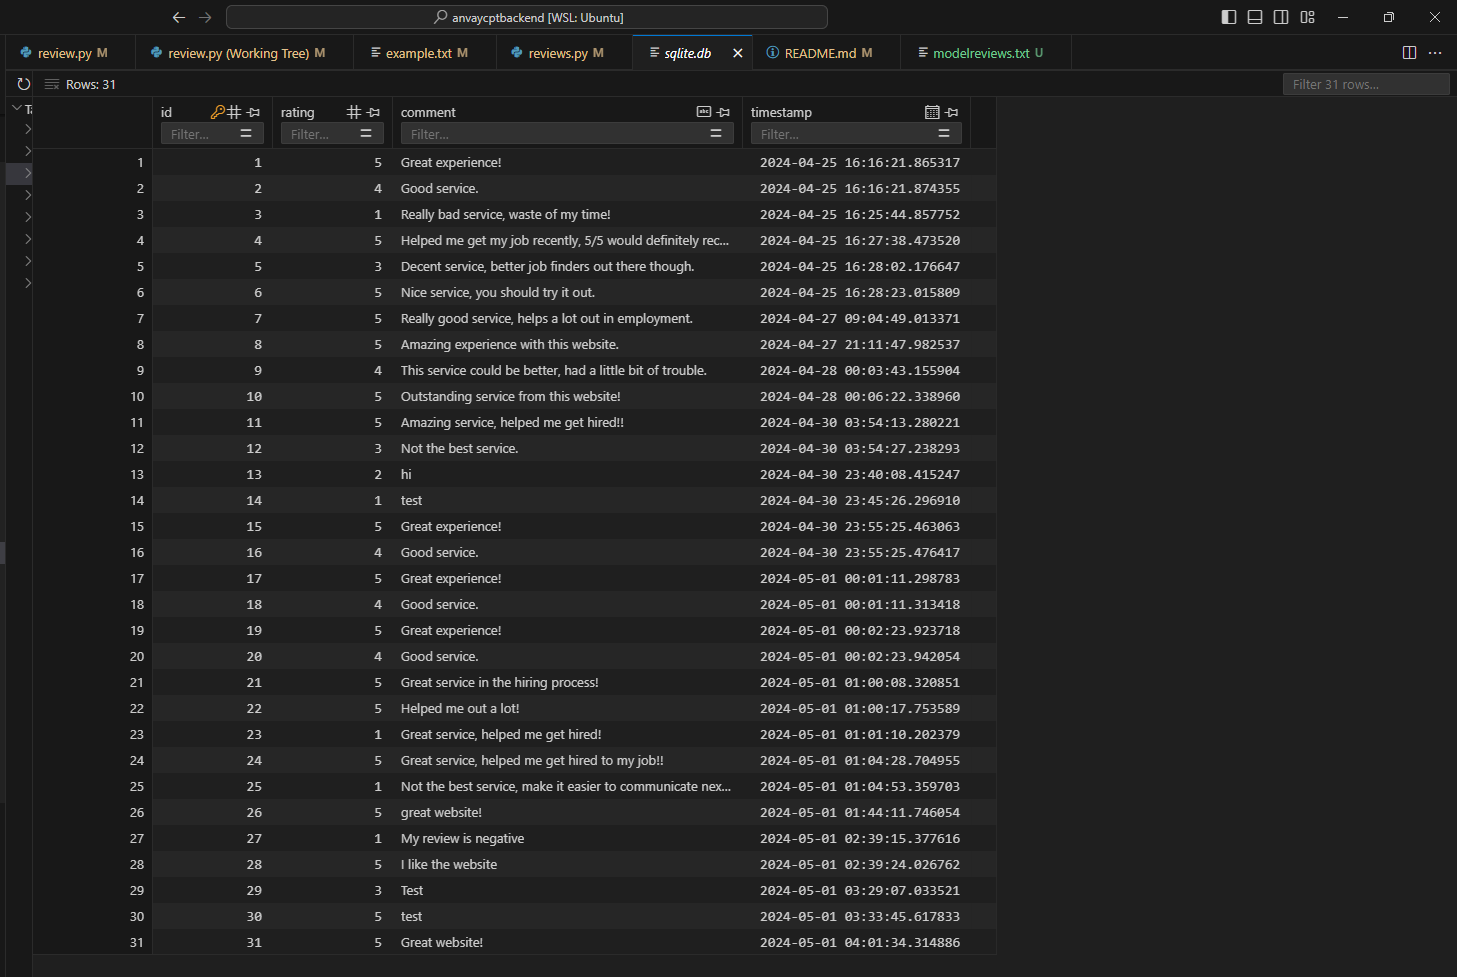 anvaycptbackend [WSL: Ubuntu]
review.py M review.py (Working Tree) M example.txt M reviews.py M sqlite.db README.md M modelreviews.txt U
Rows: 31 Filter 31 rows...
id rating comment timestamp
Filter... Filter... Filter... Filter...
1 1 5 Great experience! 2024-04-25 16:16:21.865317
2 2 4 Good service. 2024-04-25 16:16:21.874355
3 3 1 Really bad service, waste of my time! 2024-04-25 16:25:44.857752
4 4 5 Helped me get my job recently, 5/5 would definitely rec... 2024-04-25 16:27:38.473520
5 5 3 Decent service, better job finders out there though. 2024-04-25 16:28:02.176647
6 6 5 Nice service, you should try it out. 2024-04-25 16:28:23.015809
7 7 5 Really good service, helps a lot out in employment. 2024-04-27 09:04:49.013371
8 8 5 Amazing experience with this website. 2024-04-27 21:11:47.982537
9 9 4 This service could be better, had a little bit of trouble. 2024-04-28 00:03:43.155904
10 10 5 Outstanding service from this website! 2024-04-28 00:06:22.338960
11 11 5 Amazing service, helped me get hired!! 2024-04-30 03:54:13.280221
12 12 3 Not the best service. 2024-04-30 03:54:27.238293
13 13 2 hi 2024-04-30 23:40:08.415247
14 14 1 test 2024-04-30 23:45:26.296910
15 15 5 Great experience! 2024-04-30 23:55:25.463063
16 16 4 Good service. 2024-04-30 23:55:25.476417
17 17 5 Great experience! 2024-05-01 00:01:11.298783
18 18 4 Good service. 2024-05-01 00:01:11.313418
19 19 5 Great experience! 2024-05-01 00:02:23.923718
20 20 4 Good service. 2024-05-01 00:02:23.942054
21 21 5 Great service in the hiring process! 2024-05-01 01:00:08.320851
22 22 5 Helped me out a lot! 2024-05-01 01:00:17.753589
23 23 1 Great service, helped me get hired! 2024-05-01 01:01:10.202379
24 24 5 Great service, helped me get hired to my job!! 2024-05-01 01:04:28.704955
25 25 1 Not the best service, make it easier to communicate nex... 2024-05-01 01:04:53.359703
26 26 5 great website! 2024-05-01 01:44:11.746054
27 27 1 My review is negative 2024-05-01 02:39:15.377616
28 28 5 I like the website 2024-05-01 02:39:24.026762
29 29 3 Test 2024-05-01 03:29:07.033521
30 30 5 test 2024-05-01 03:33:45.617833
31 31 5 Great website! 2024-05-01 04:01:34.314886